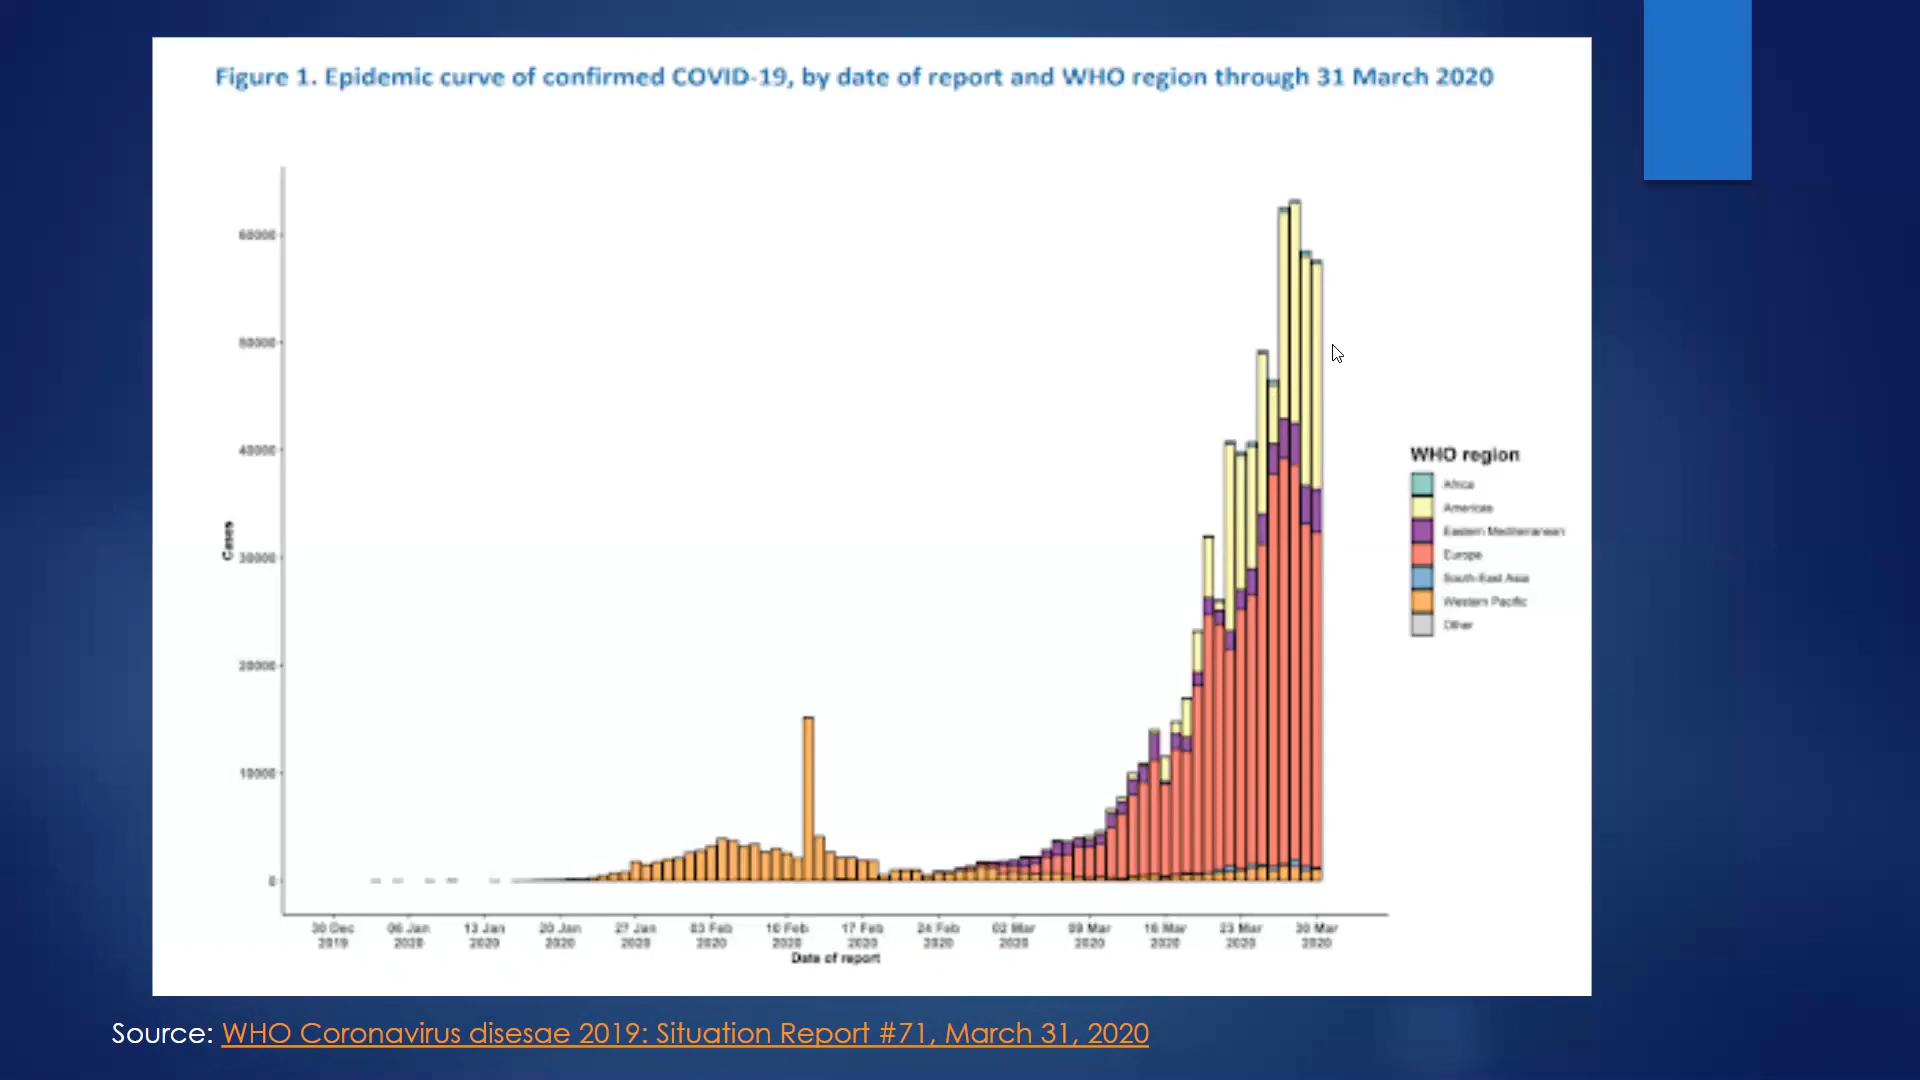 Figure 1. Epidemic curve of confirmed COVID-19, by date of report and WHO region through 31 March 2020
60000
50000
40000
30000
20000
10000
0
Cases
30 Dec 2019
06 Jan 2020
13 Jan 2020
20 Jan 2020
27 Jan 2020
03 Feb 2020
10 Feb 2020
17 Feb 2020
24 Feb 2020
02 Mar 2020
09 Mar 2020
16 Mar 2020
23 Mar 2020
30 Mar 2020
Date of report
WHO region
Africa
Americas
Eastern Mediterranean
Europe
South-East Asia
Western Pacific
Other
Source: WHO Coronavirus disesae 2019: Situation Report #71, March 31, 2020